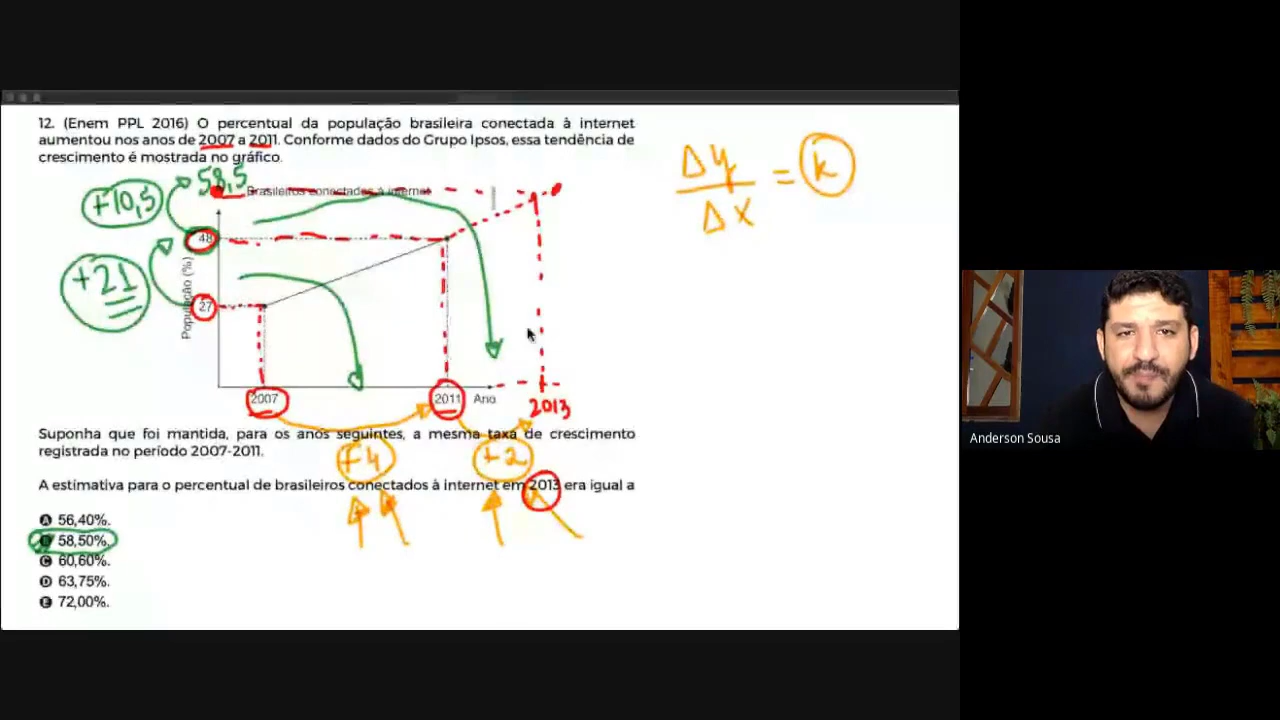 12. (Enem PPL 2016) O percentual da população brasileira conectada à internet
aumentou nos anos de 2007 a 2011. Conforme dados do Grupo Ipsos, essa tendência de
crescimento é mostrada no gráfico.
58,5
Brasileiros conectados à internet
+10,5
48
+21
27
População (%)
2007
2011
Ano
2013
Δy
Δx
= k
Suponha que foi mantida, para os anos seguintes, a mesma taxa de crescimento
registrada no período 2007-2011.
+4
+2
A estimativa para o percentual de brasileiros conectados à internet em 2013 era igual a
A 56,40%.
B 58,50%.
C 60,60%.
D 63,75%.
E 72,00%.
Anderson Sousa